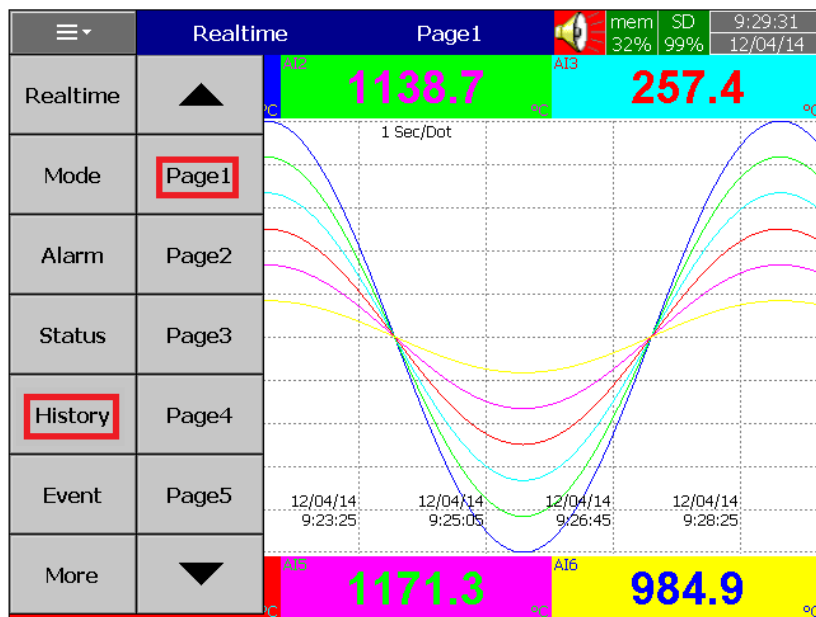 Realtime Page1 mem SD 9:29:31
32% 99% 12/04/14
Realtime
Mode
Alarm
Status
History
Event
More
Page1
Page2
Page3
Page4
Page5
°C
AI2 1138.7 °C
AI3 257.4 °C
1 Sec/Dot
12/04/14 12/04/14 12/04/14 12/04/14
9:23:25 9:25:05 9:26:45 9:28:25
°C
AI5 1171.3 °C
AI6 984.9 °C